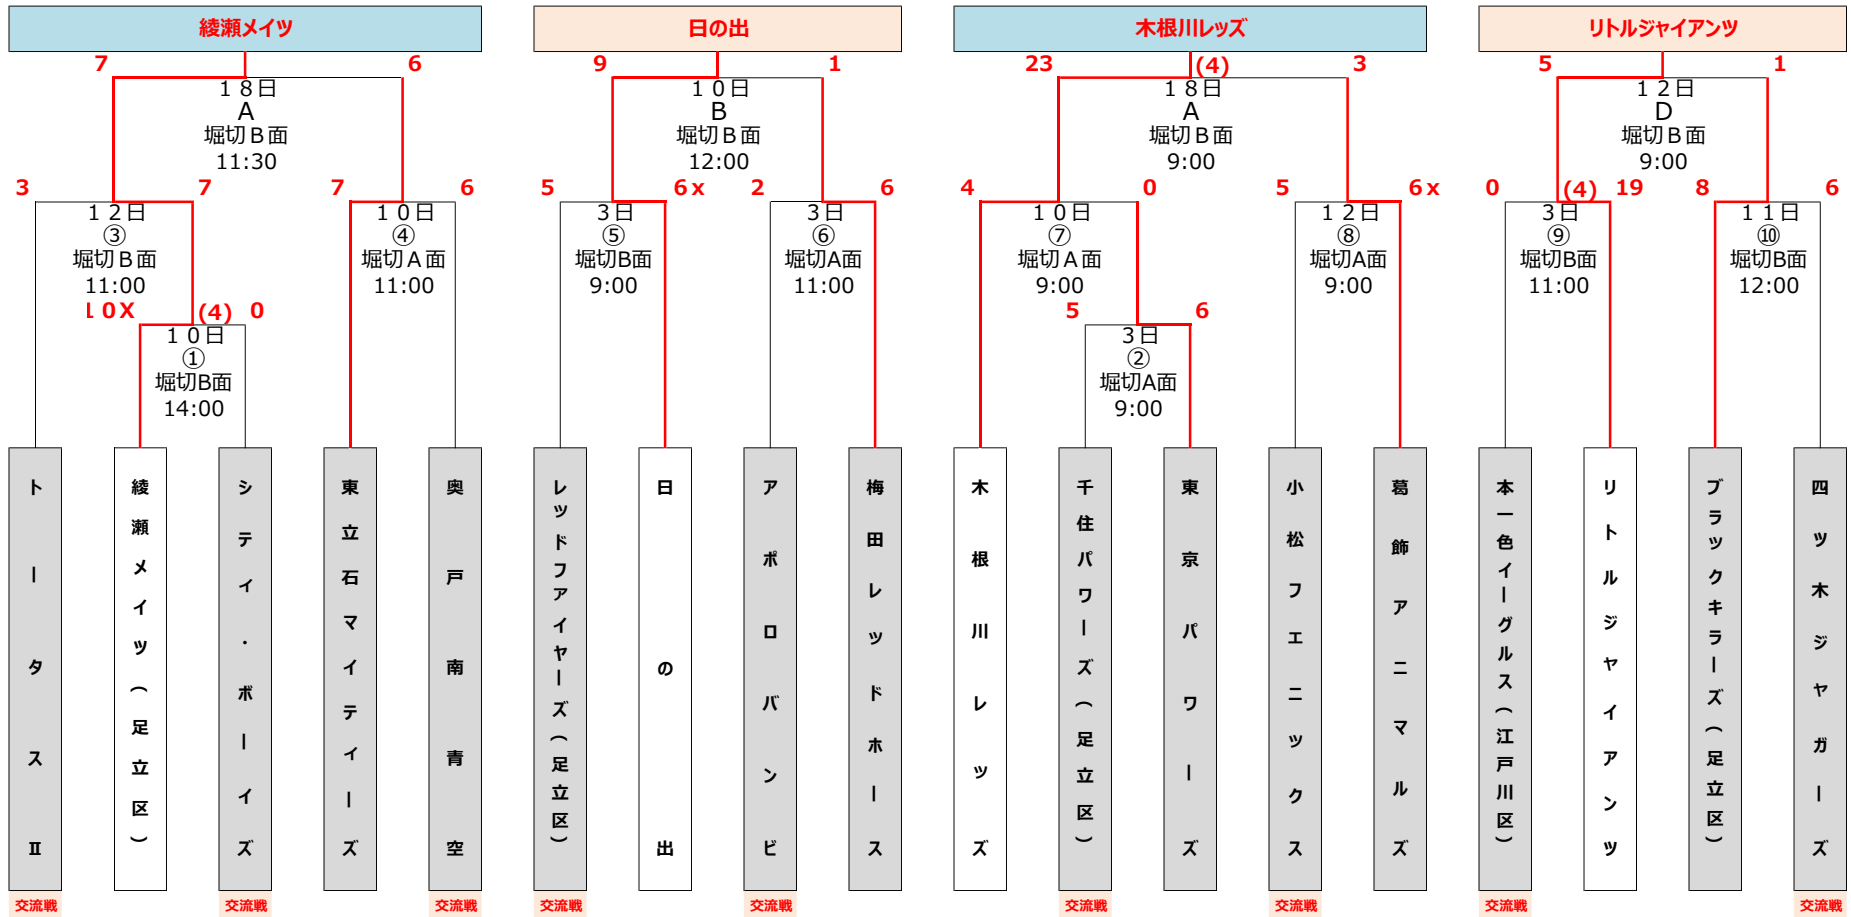 綾瀬メイツ
日の出
木根川レッズ
リトルジャイアンツ
7 6
9 1
23 (4) 3
5 1
18日
A
堀切B面
11:30
10日
B
堀切B面
12:00
18日
A
堀切B面
9:00
12日
D
堀切B面
9:00
3 7
7 6
5 6x
2 6
4 0
5 6x
0 (4) 19
8 6
12日
③
堀切B面
11:00
10日
④
堀切A面
11:00
3日
⑤
堀切B面
9:00
3日
⑥
堀切A面
11:00
10日
⑦
堀切A面
9:00
12日
⑧
堀切A面
9:00
3日
⑨
堀切B面
11:00
11日
⑩
堀切B面
12:00
10X (4) 0
10日
①
堀切B面
14:00
5 6
3日
②
堀切A面
9:00
トータスⅡ
綾瀬メイツ(足立区)
シティ・ボーイズ
東立石マイティーズ
奥戸南青空
レッドファイヤーズ(足立区)
日の出
アポロバンビ
梅田レッドホース
木根川レッズ
千住パワーズ(足立区)
東京パワーズ
小松フェニックス
葛飾アニマルズ
本一色イーグルス(江戸川区)
リトルジャイアンツ
ブラックキラーズ(足立区)
四ツ木ジャガーズ
交流戦
交流戦
交流戦
交流戦
交流戦
交流戦
交流戦
交流戦
交流戦